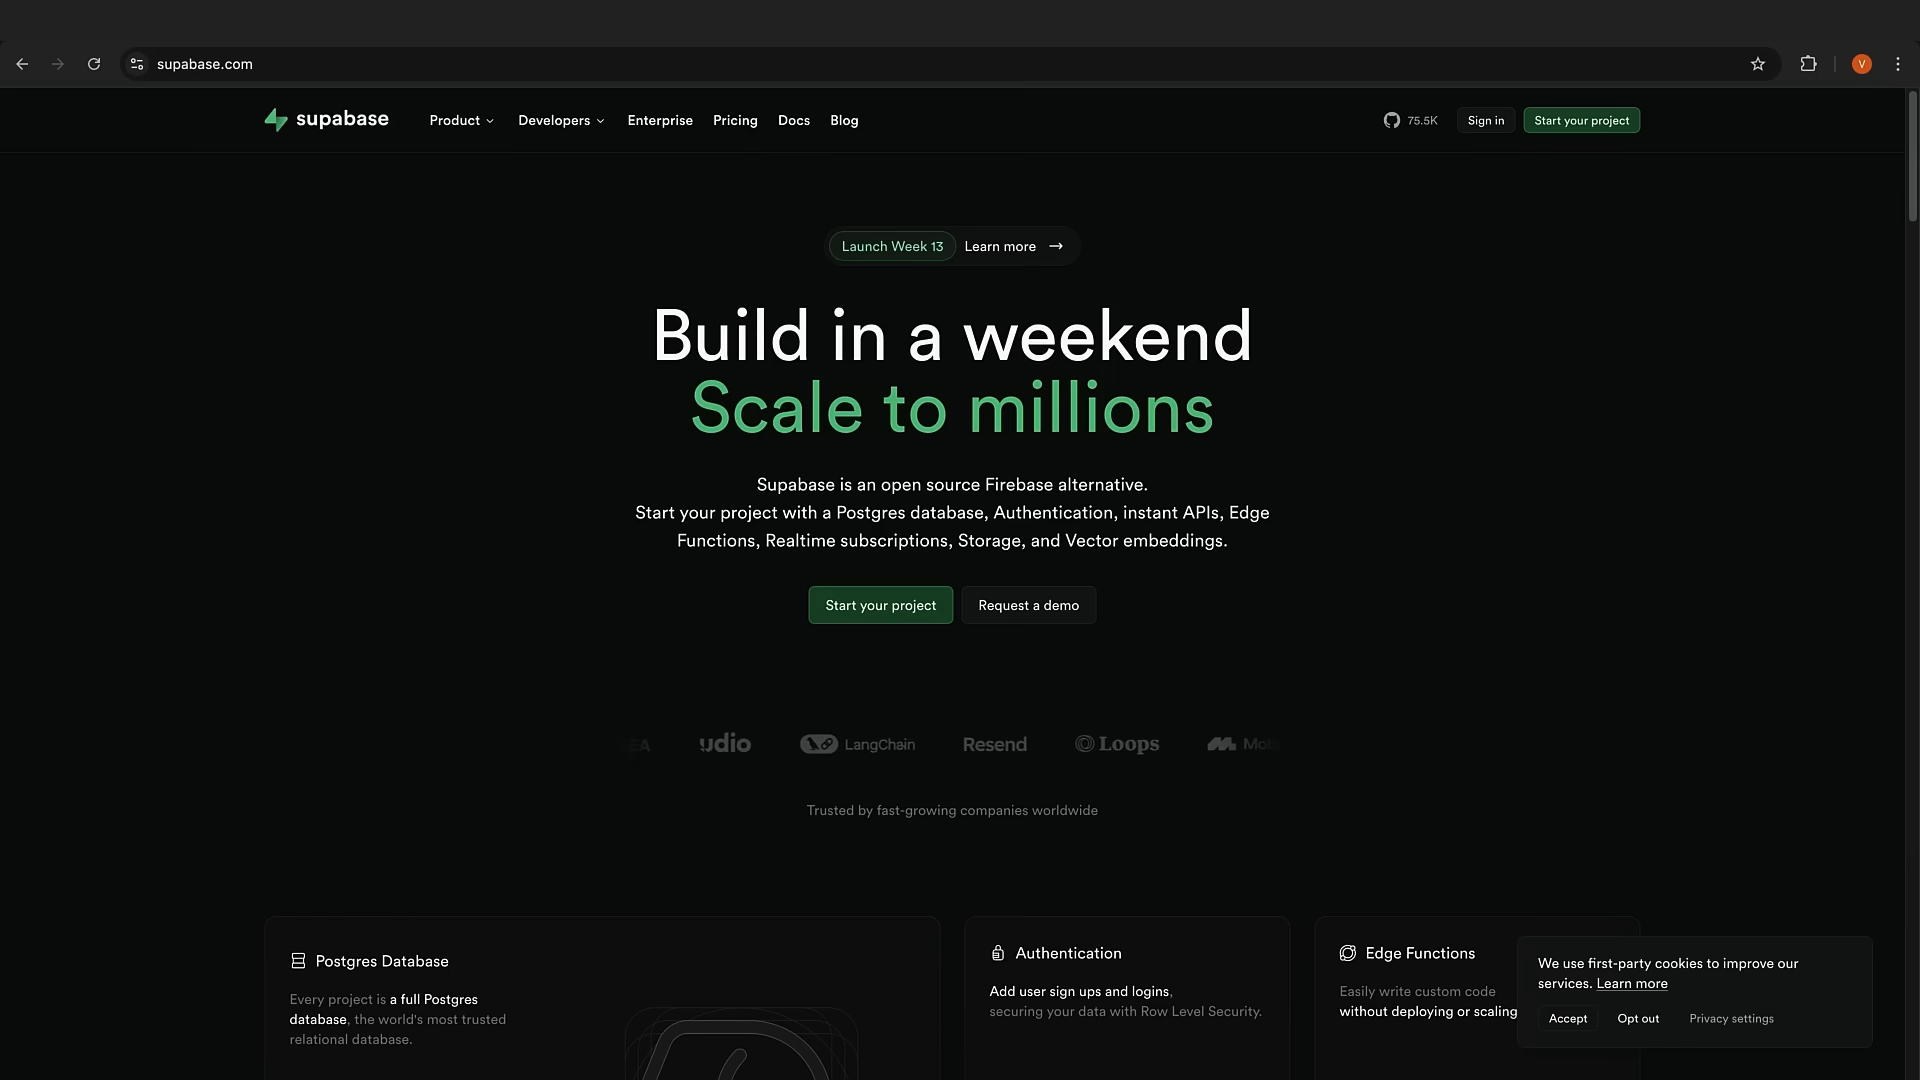 supabase.com
V
supabase
Product
Developers
Enterprise
Pricing
Docs
Blog
75.5K
Sign in
Start your project
Launch Week 13
Learn more →
Build in a weekend
Scale to millions
Supabase is an open source Firebase alternative.
Start your project with a Postgres database, Authentication, instant APIs, Edge
Functions, Realtime subscriptions, Storage, and Vector embeddings.
Start your project
Request a demo
udio
LangChain
Resend
Loops
Trusted by fast-growing companies worldwide
Postgres Database
Every project is a full Postgres
database, the world's most trusted
relational database.
Authentication
Add user sign ups and logins,
securing your data with Row Level Security.
Edge Functions
Easily write custom code
without deploying or scaling
We use first-party cookies to improve our
services. Learn more
Accept
Opt out
Privacy settings